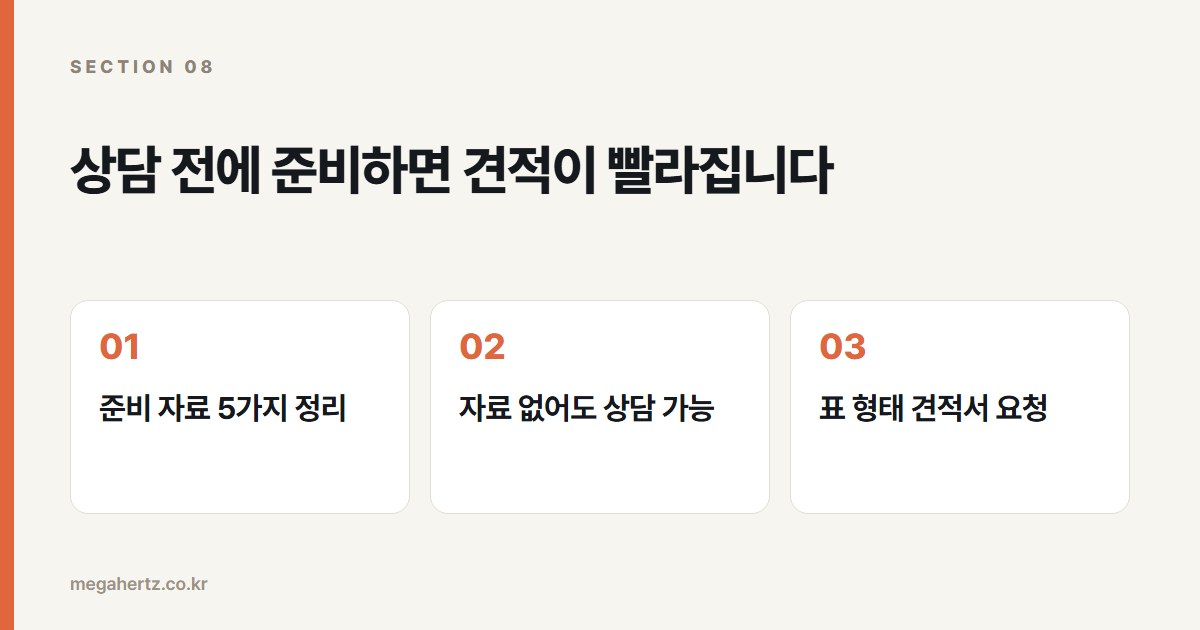 SECTION 08
상담 전에 준비하면 견적이 빨라집니다
01
준비 자료 5가지 정리
02
자료 없어도 상담 가능
03
표 형태 견적서 요청
megahertz.co.kr